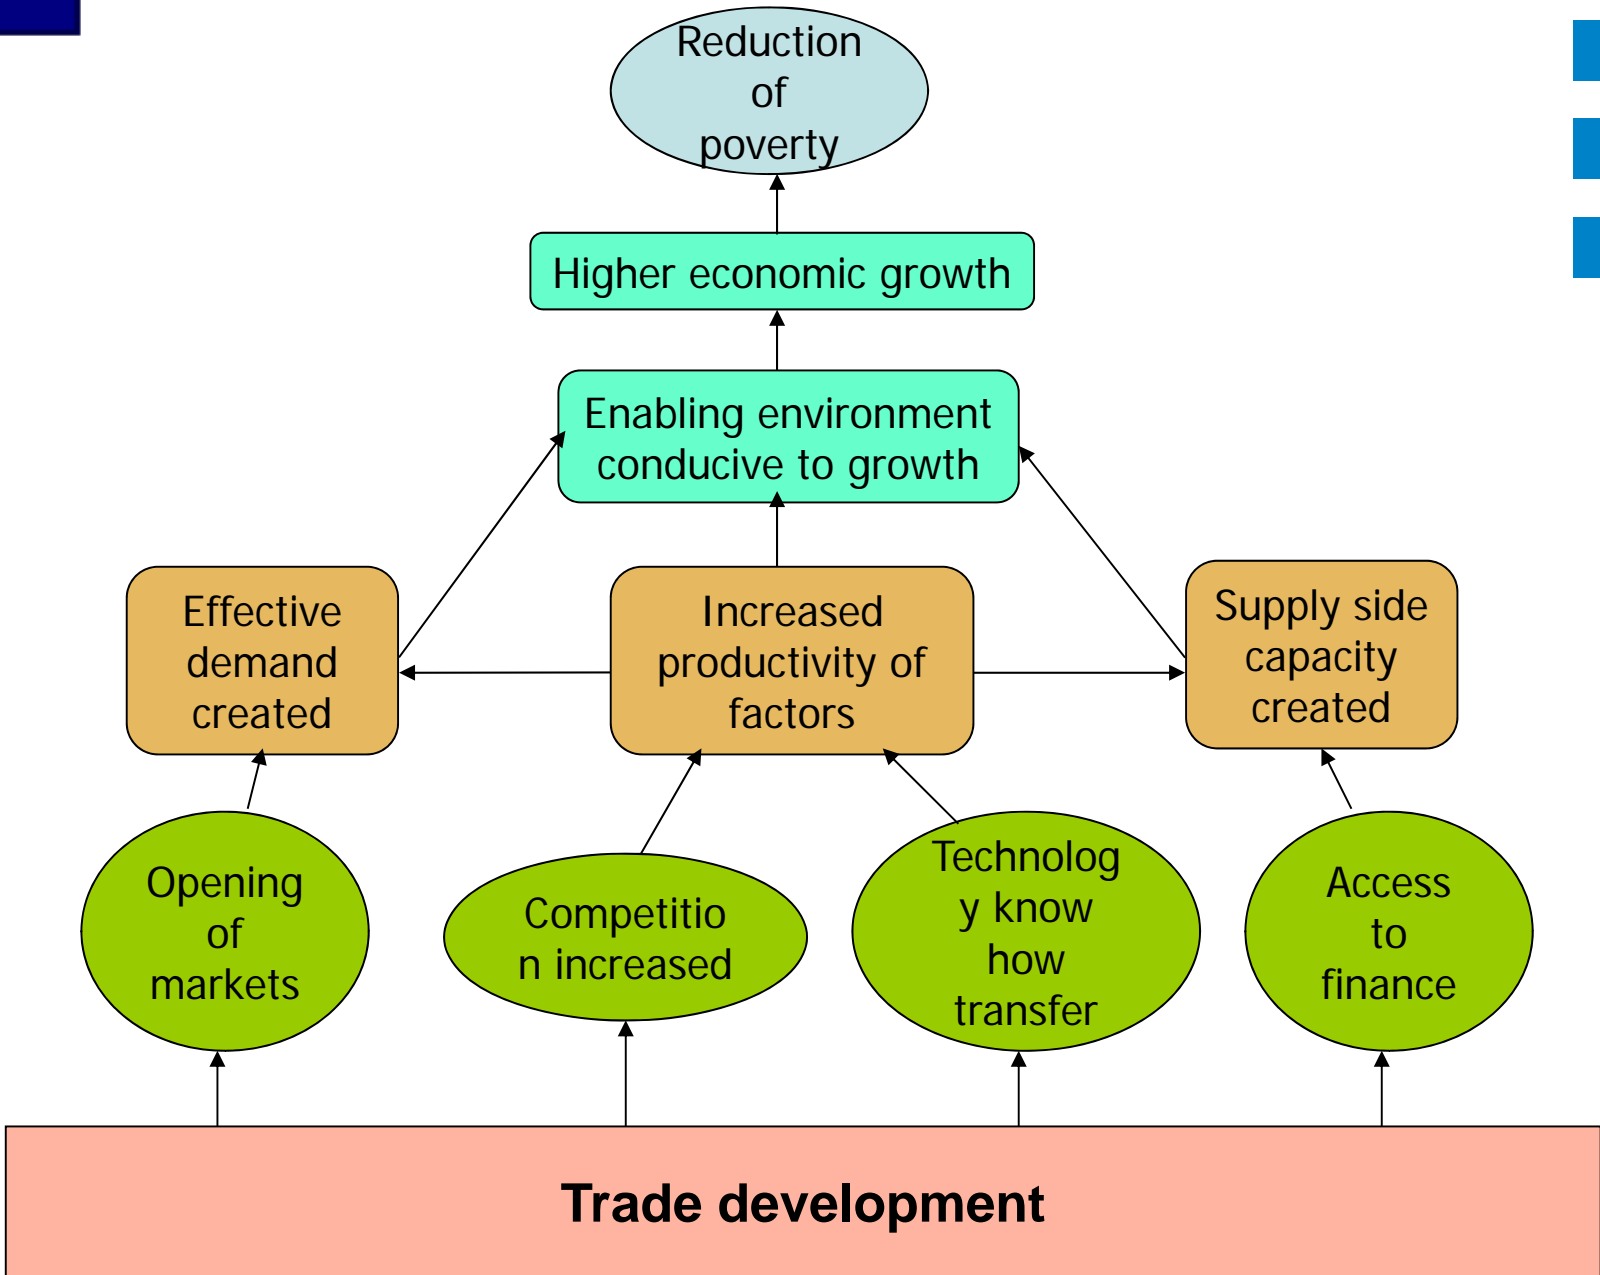 Reduction
of
poverty
Higher economic growth
Enabling environment
conducive to growth
Effective
demand
created
Increased
productivity of
factors
Supply side
capacity
created
Opening
of
markets
Competitio
n increased
Technolog
y know
how
transfer
Access
to
finance
Trade development